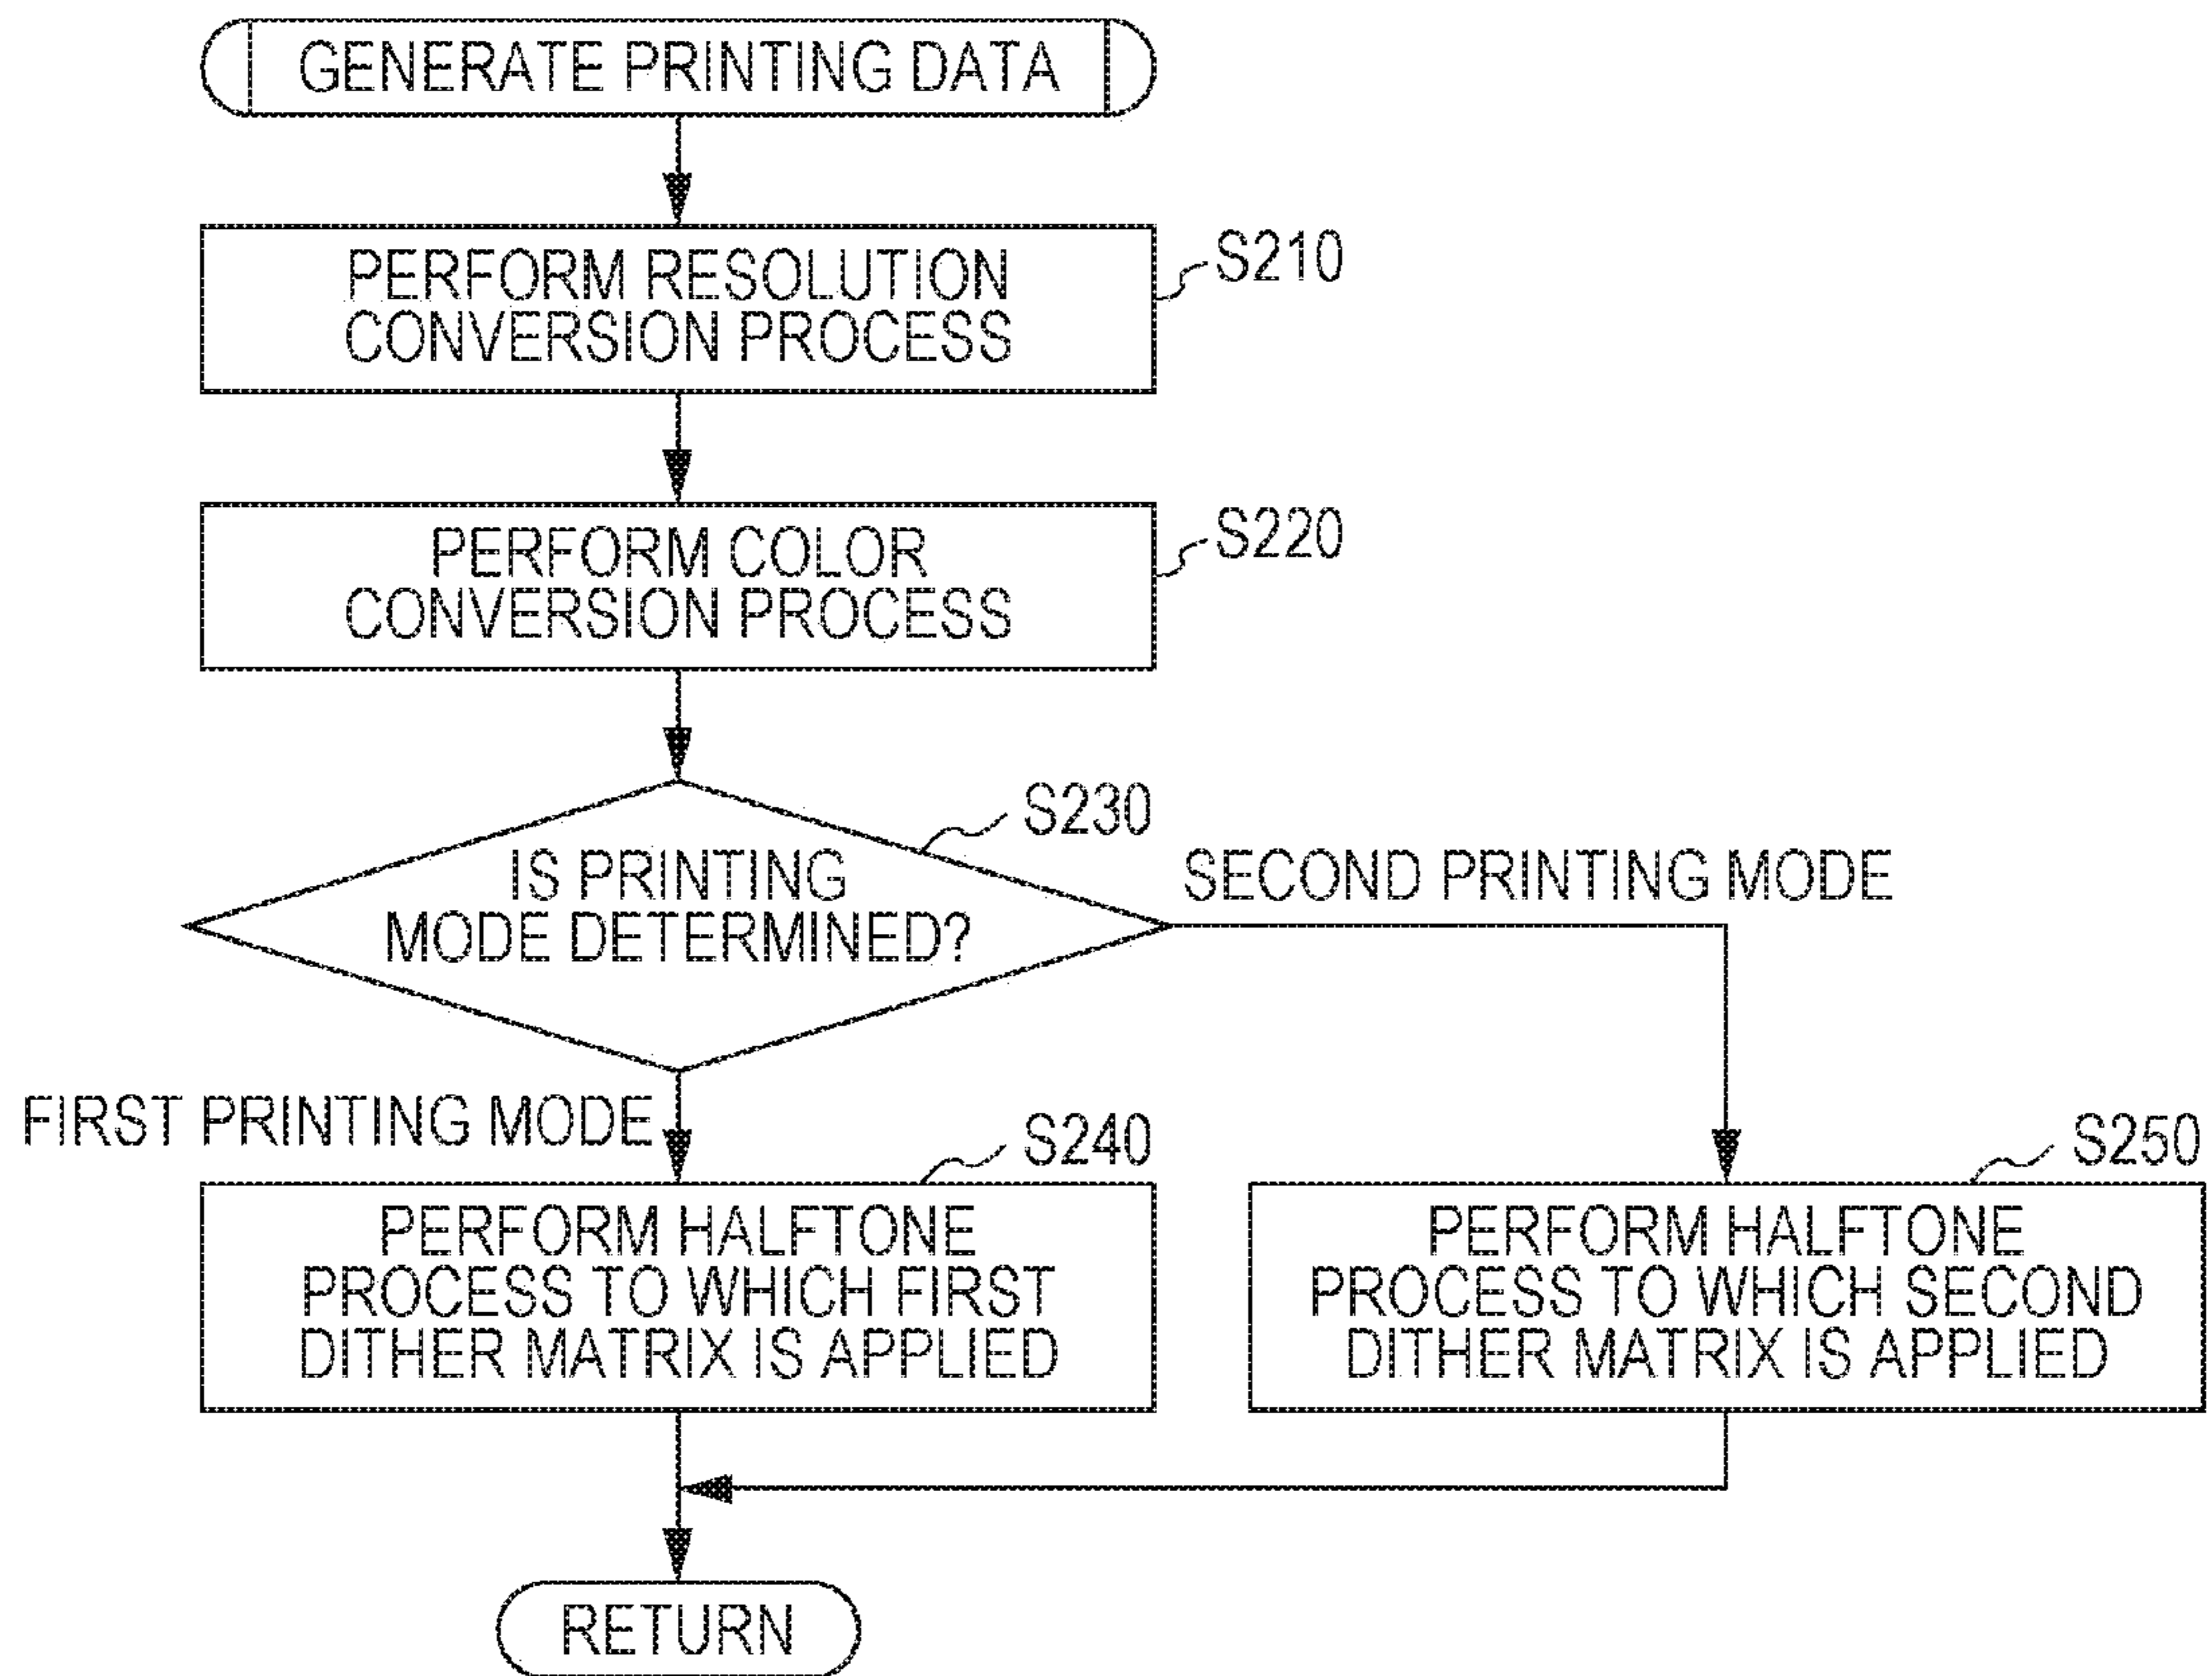 GENERATE PRINTING DATA
PERFORM RESOLUTION
CONVERSION PROCESS
S210
PERFORM COLOR
CONVERSION PROCESS
S220
IS PRINTING
MODE DETERMINED?
S230
SECOND PRINTING MODE
FIRST PRINTING MODE
PERFORM HALFTONE
PROCESS TO WHICH FIRST
DITHER MATRIX IS APPLIED
S240
PERFORM HALFTONE
PROCESS TO WHICH SECOND
DITHER MATRIX IS APPLIED
S250
RETURN